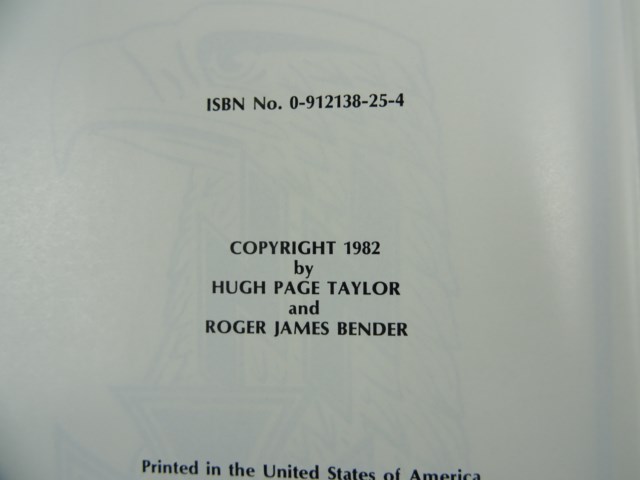 ISBN No. 0-912138-25-4
COPYRIGHT 1982
by
HUGH PAGE TAYLOR
and
ROGER JAMES BENDER
Printed in the United States of America